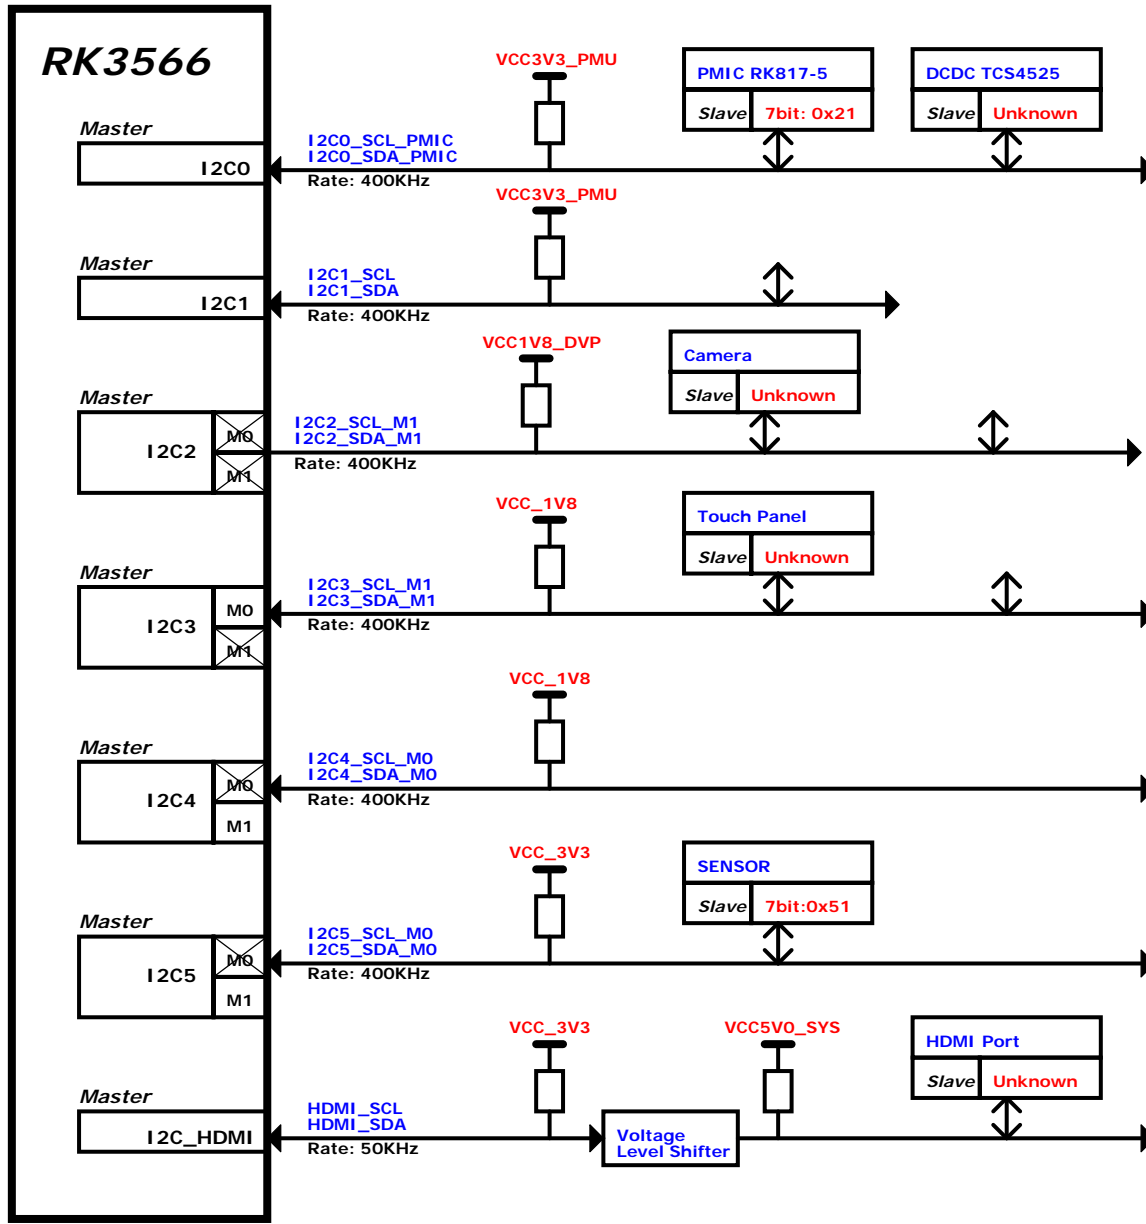 RK3566
VCC3V3_PMU
PMIC RK817-5
DCDC TCS4525
Slave 7bit: 0x21
Slave Unknown
Master
I2C0
I2C0_SCL_PMIC
I2C0_SDA_PMIC
Rate: 400KHz
VCC3V3_PMU
Master
I2C1
I2C1_SCL
I2C1_SDA
Rate: 400KHz
VCC1V8_DVP
Camera
Slave Unknown
Master
I2C2
M0
M1
I2C2_SCL_M1
I2C2_SDA_M1
Rate: 400KHz
VCC_1V8
Touch Panel
Slave Unknown
Master
I2C3
M0
M1
I2C3_SCL_M1
I2C3_SDA_M1
Rate: 400KHz
VCC_1V8
Master
I2C4
M0
M1
I2C4_SCL_M0
I2C4_SDA_M0
Rate: 400KHz
VCC_3V3
SENSOR
Slave 7bit:0x51
Master
I2C5
M0
M1
I2C5_SCL_M0
I2C5_SDA_M0
Rate: 400KHz
VCC_3V3
VCC5V0_SYS
HDMI Port
Slave Unknown
Master
I2C_HDMI
HDMI_SCL
HDMI_SDA
Rate: 50KHz
Voltage
Level Shifter